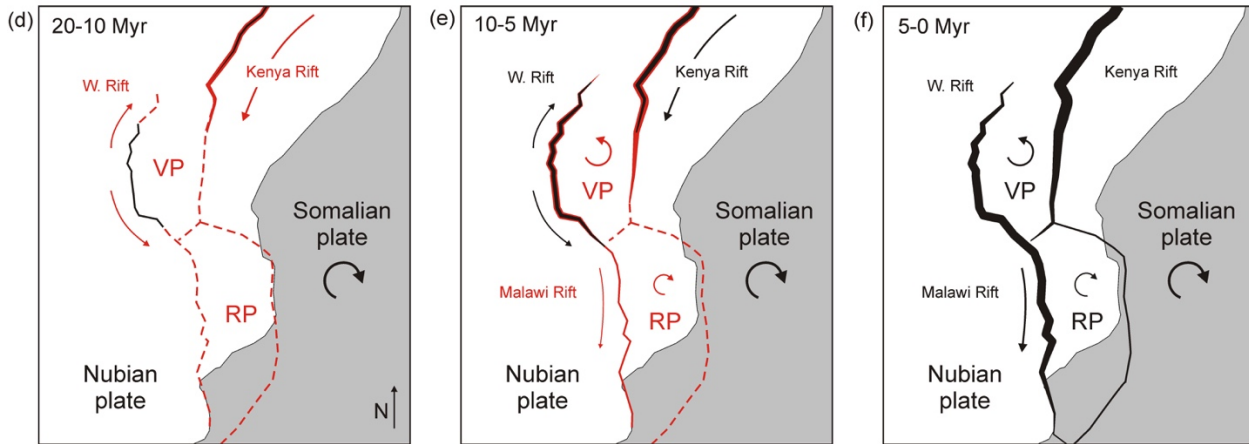 (d)
20-10 Myr
W. Rift
Kenya Rift
VP
Somalian
plate
RP
Nubian
plate
N
(e)
10-5 Myr
W. Rift
Kenya Rift
VP
Somalian
plate
Malawi Rift
RP
Nubian
plate
(f)
5-0 Myr
W. Rift
Kenya Rift
VP
Somalian
plate
Malawi Rift
RP
Nubian
plate